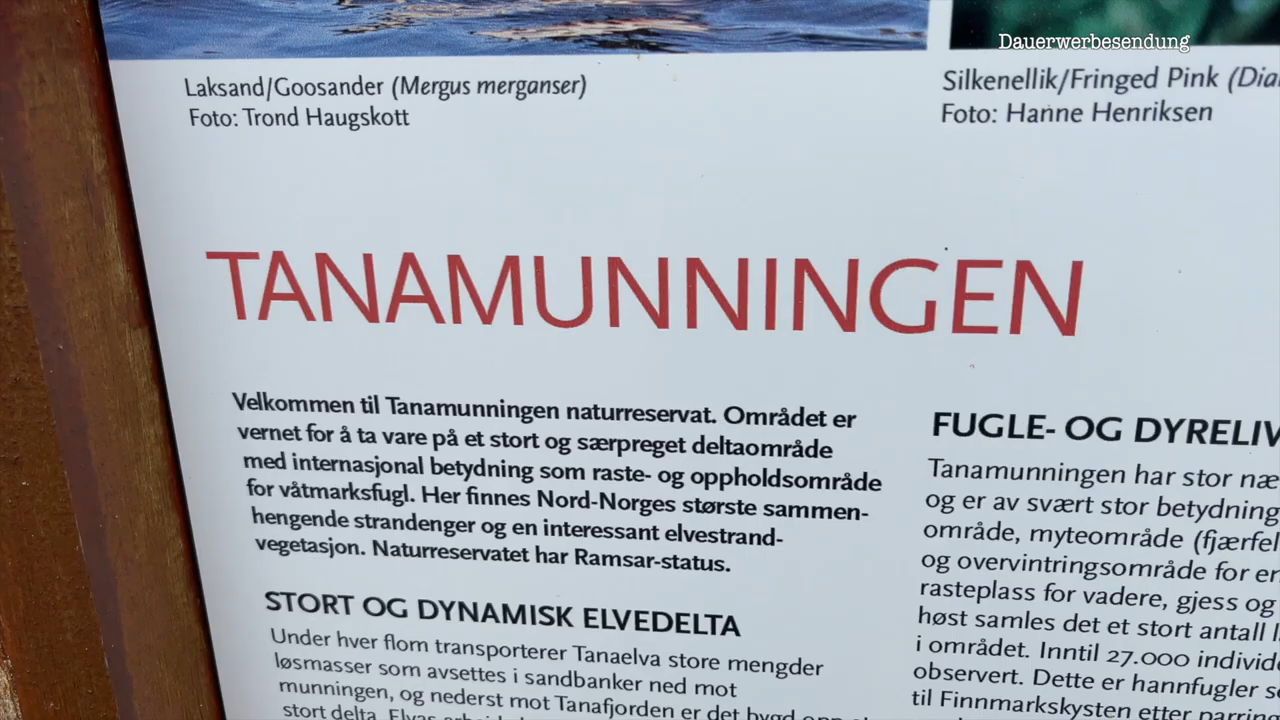 Dauerwerbesendung
Laksand/Goosander (Mergus merganser)
Foto: Trond Haugskott
Silkenellik/Fringed Pink
Foto: Hanne Henriksen
TANAMUNNINGEN
Velkommen til Tanamunningen naturreservat. Området er
vernet for å ta vare på et stort og særpreget deltaområde
med internasjonal betydning som raste- og oppholdsområde
for våtmarksfugl. Her finnes Nord-Norges største sammen-
hengende strandenger og en interessant elvestrand-
vegetasjon. Naturreservatet har Ramsar-status.
STORT OG DYNAMISK ELVEDELTA
Under hver flom transporterer Tanaelva store mengder
løsmasser som avsettes i sandbanker ned mot
munningen, og nederst mot Tanafjorden er det bygd
stort delta.
FUGLE- OG
Tanamunningen har stor
og er av svært stor betydning
område, myteområde
og overvintringsområde for
rasteplass for vadere, gjess og
høst samles det et stort antall
i området. Inntil 27.000
observert. Dette er hannfugler
til Finnmarkskysten etter